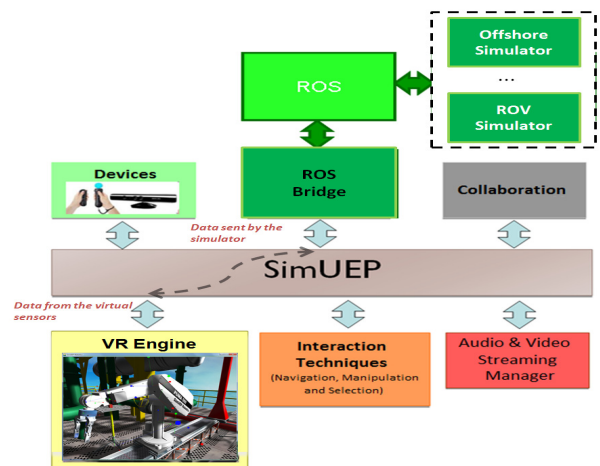 Offshore
Simulator
...
ROV
Simulator
ROS
Devices
ROS
Bridge
Collaboration
Data sent by the
simulator
SimUEP
Data from the virtual
sensors
VR Engine
Interaction
Techniques
(Navigation, Manipulation
and Selection)
Audio & Video
Streaming
Manager